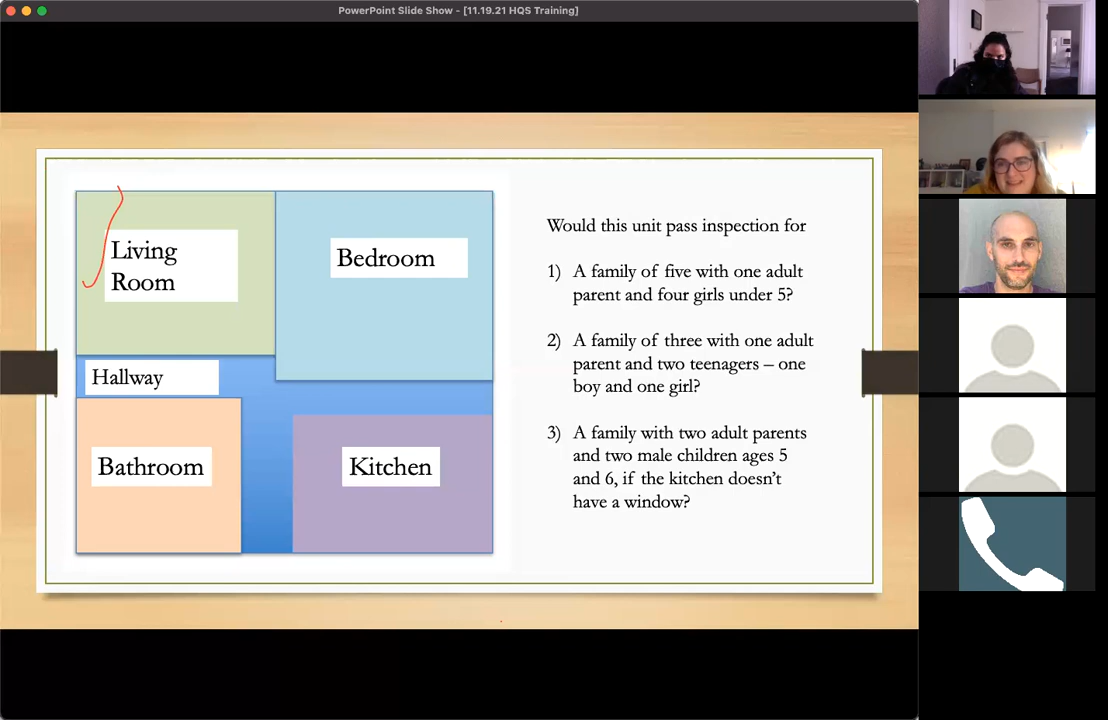 PowerPoint Slide Show - [11.19.21 HQS Training]
Living
Room
Bedroom
Hallway
Bathroom
Kitchen
Would this unit pass inspection for
1) A family of five with one adult
parent and four girls under 5?
2) A family of three with one adult
parent and two teenagers – one
boy and one girl?
3) A family with two adult parents
and two male children ages 5
and 6, if the kitchen doesn't
have a window?